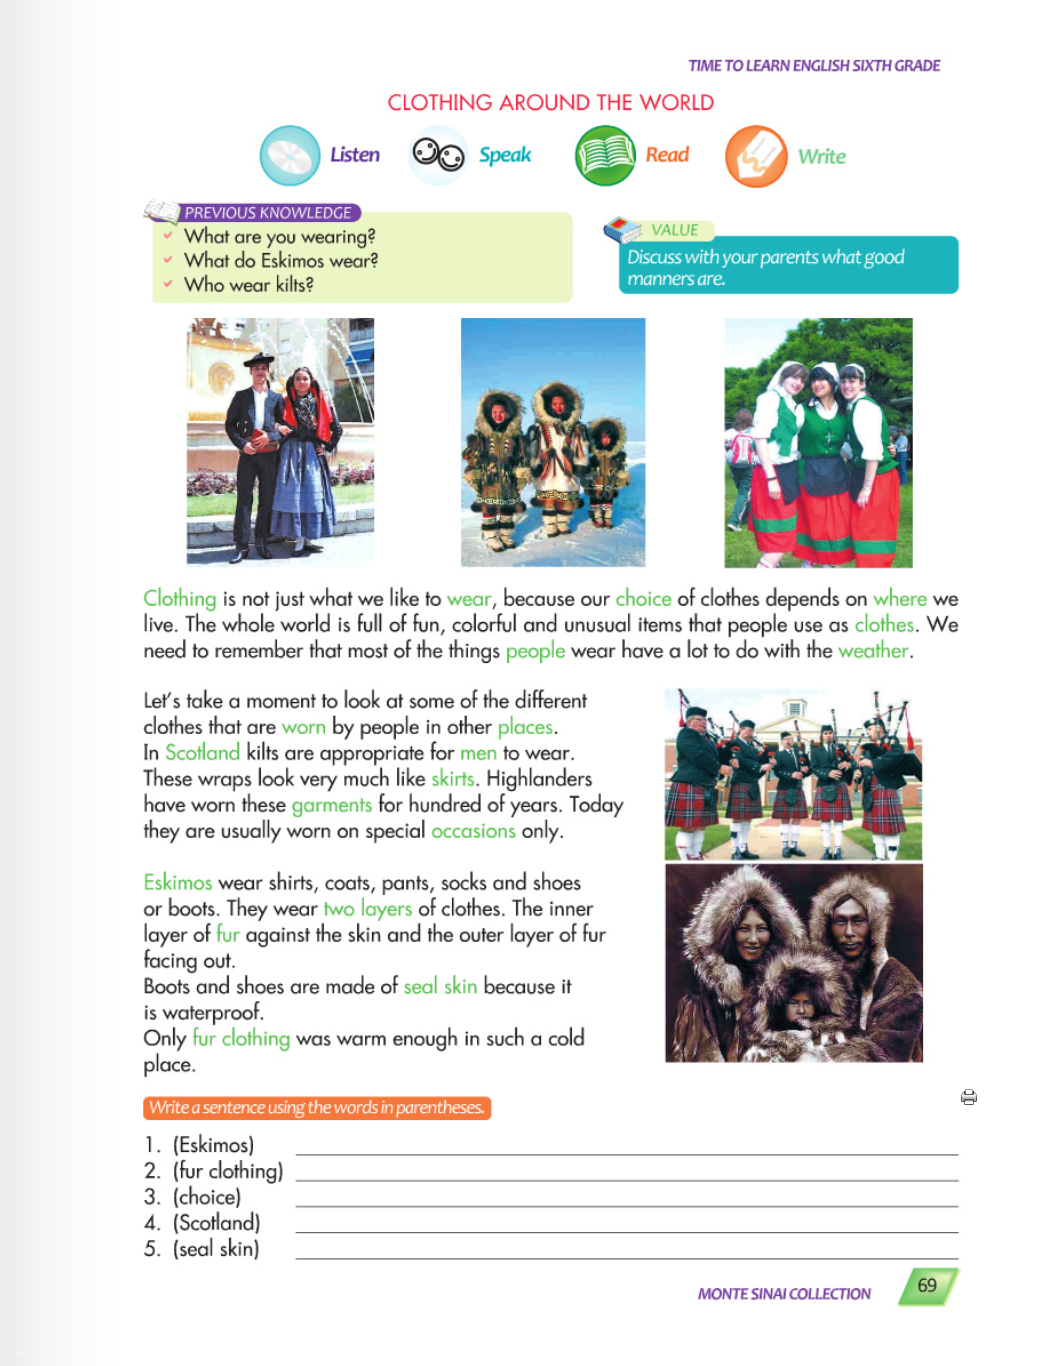 TIME TO LEARN ENGLISH SIXTH GRADE
CLOTHING AROUND THE WORLD
Listen
Speak
Read
Write
PREVIOUS KNOWLEDGE
What are you wearing?
What do Eskimos wear?
Who wear kilts?
VALUE
Discuss with your parents what good
manners are.
Clothing is not just what we like to wear, because our choice of clothes depends on where we
live. The whole world is full of fun, colorful and unusual items that people use as clothes. We
need to remember that most of the things people wear have a lot to do with the weather.
Let's take a moment to look at some of the different
clothes that are worn by people in other places.
In Scotland kilts are appropriate for men to wear.
These wraps look very much like skirts. Highlanders
have worn these garments for hundred of years. Today
they are usually worn on special occasions only.
Eskimos wear shirts, coats, pants, socks and shoes
or boots. They wear two layers of clothes. The inner
layer of fur against the skin and the outer layer of fur
facing out.
Boots and shoes are made of seal skin because it
is waterproof.
Only fur clothing was warm enough in such a cold
place.
Write a sentence using the words in parentheses.
1. (Eskimos)
2. (fur clothing)
3. (choice)
4. (Scotland)
5. (seal skin)
MONTE SINAI COLLECTION
69